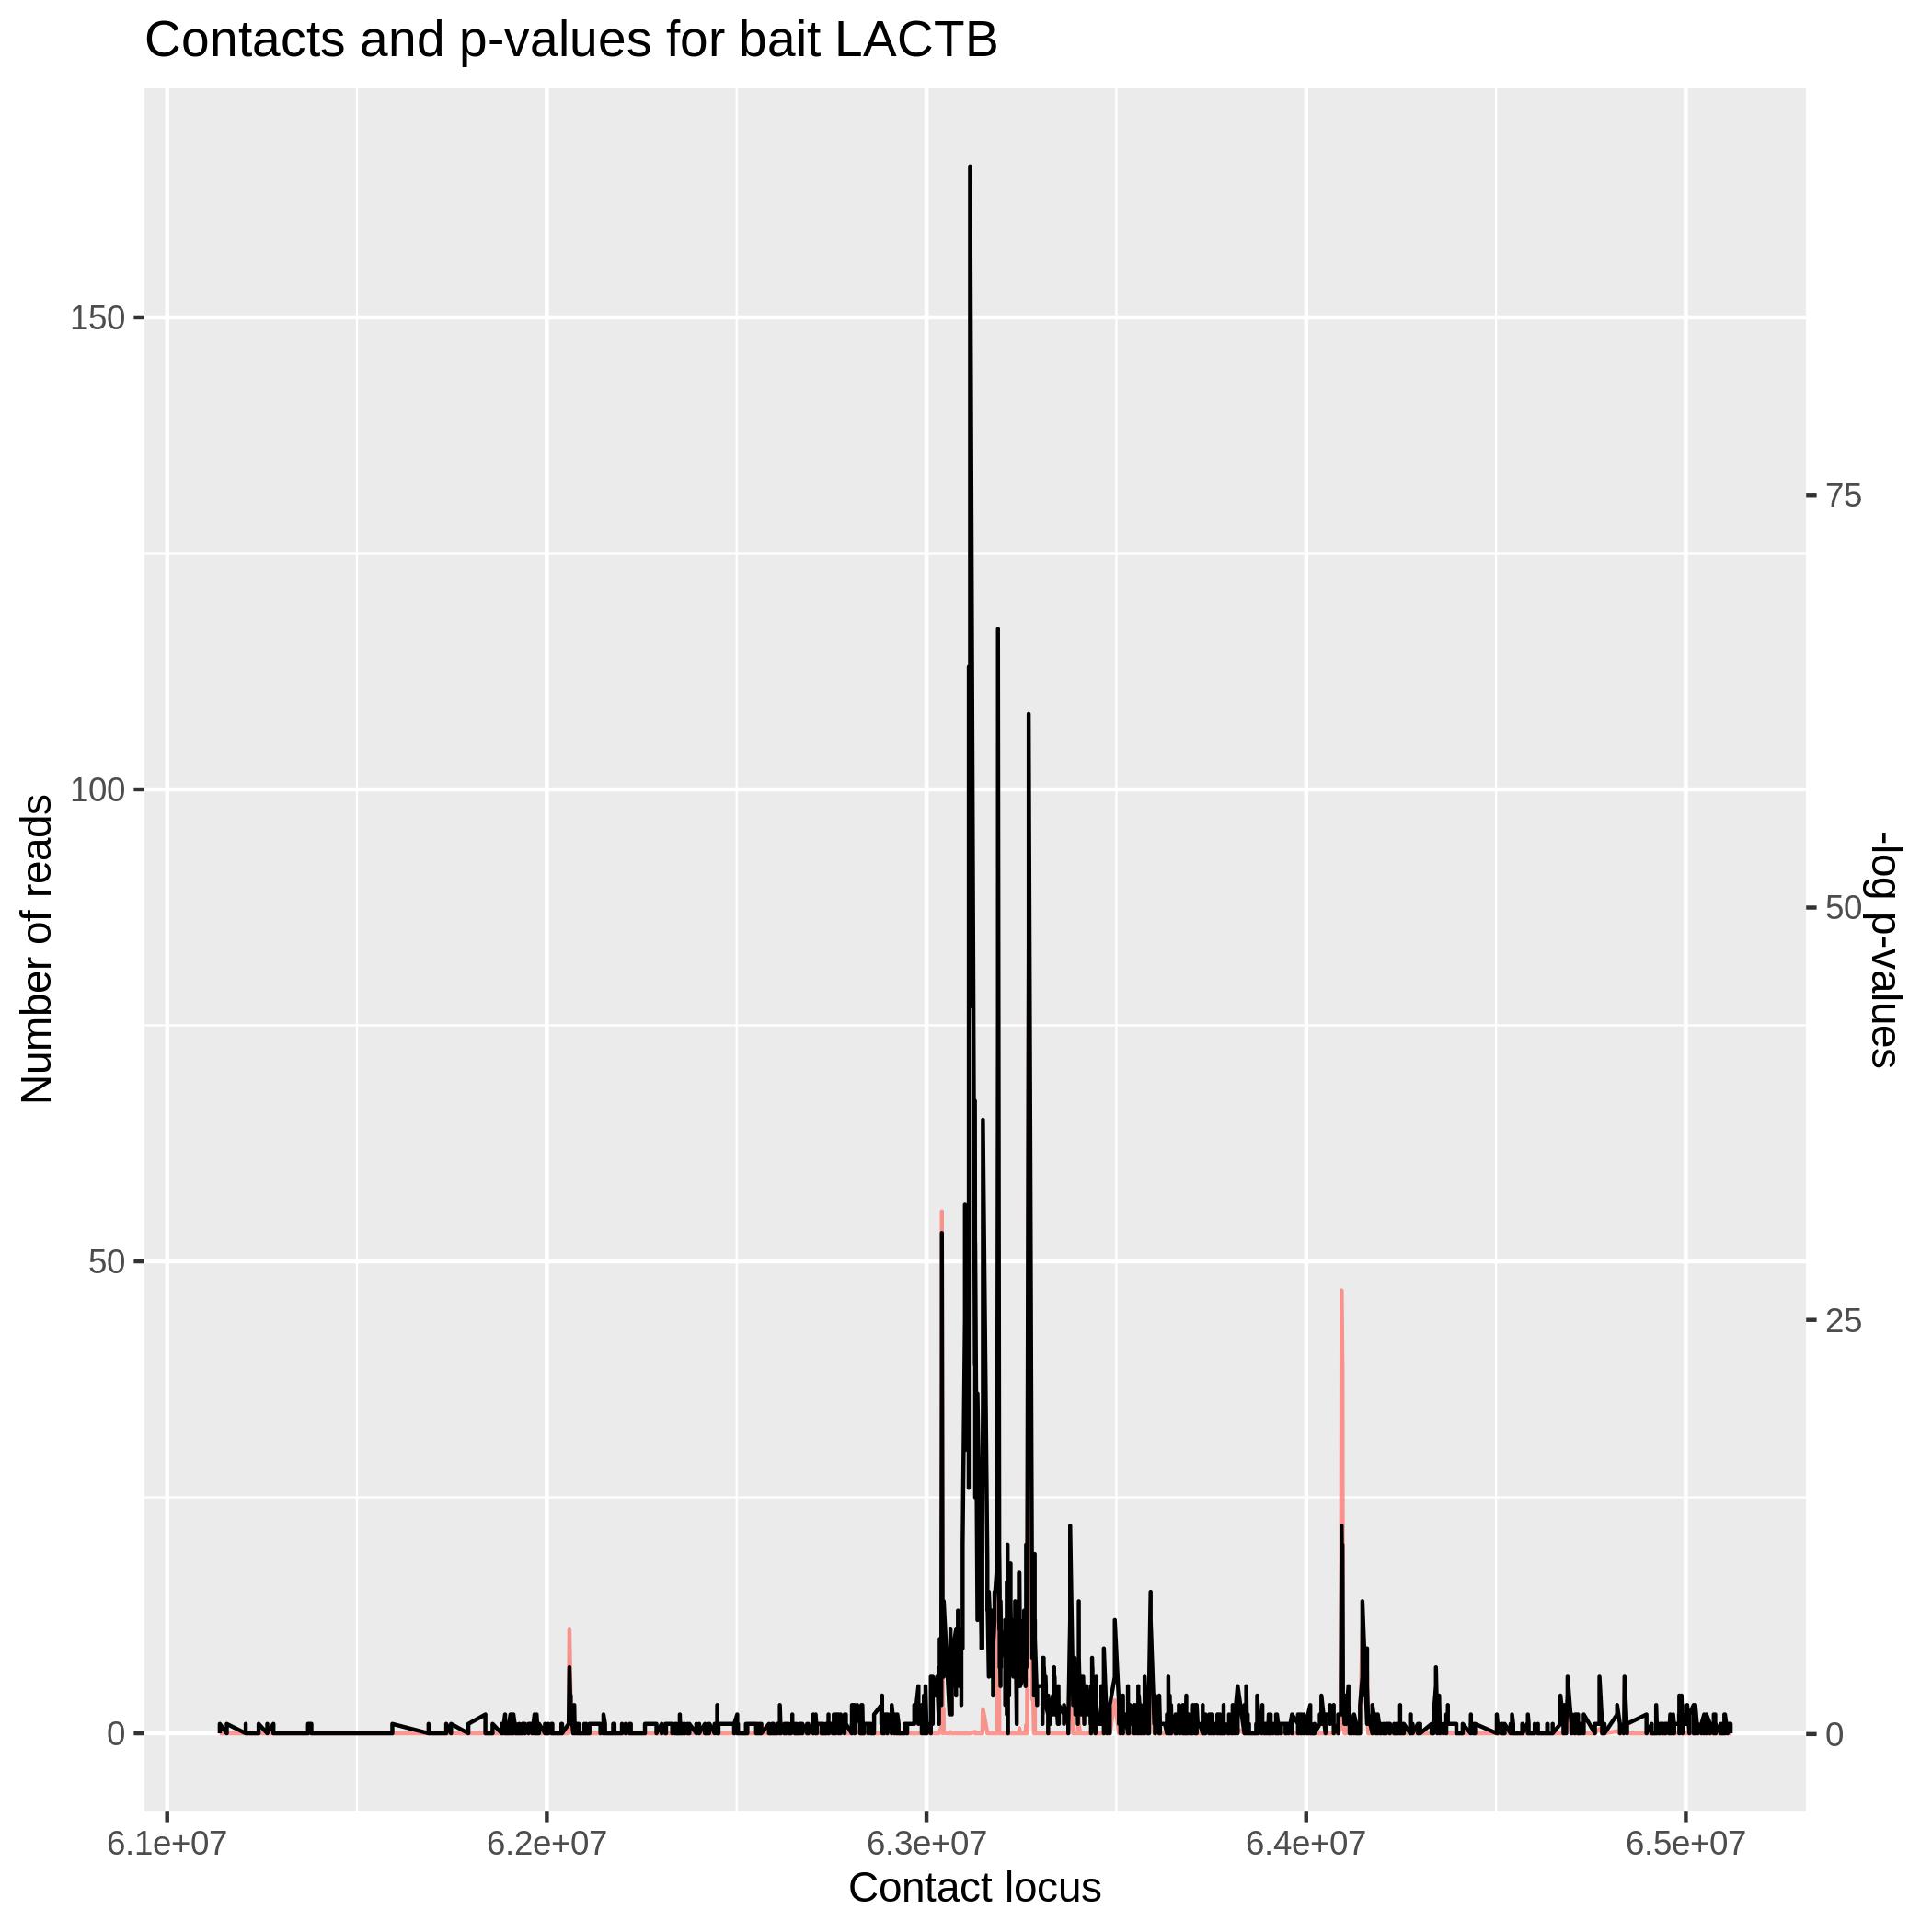 Contacts and p-values for bait LACTB
150
100
50
0
Number of reads
75
50
25
0
-log p-values
6.1e+07 6.2e+07 6.3e+07 6.4e+07 6.5e+07
Contact locus